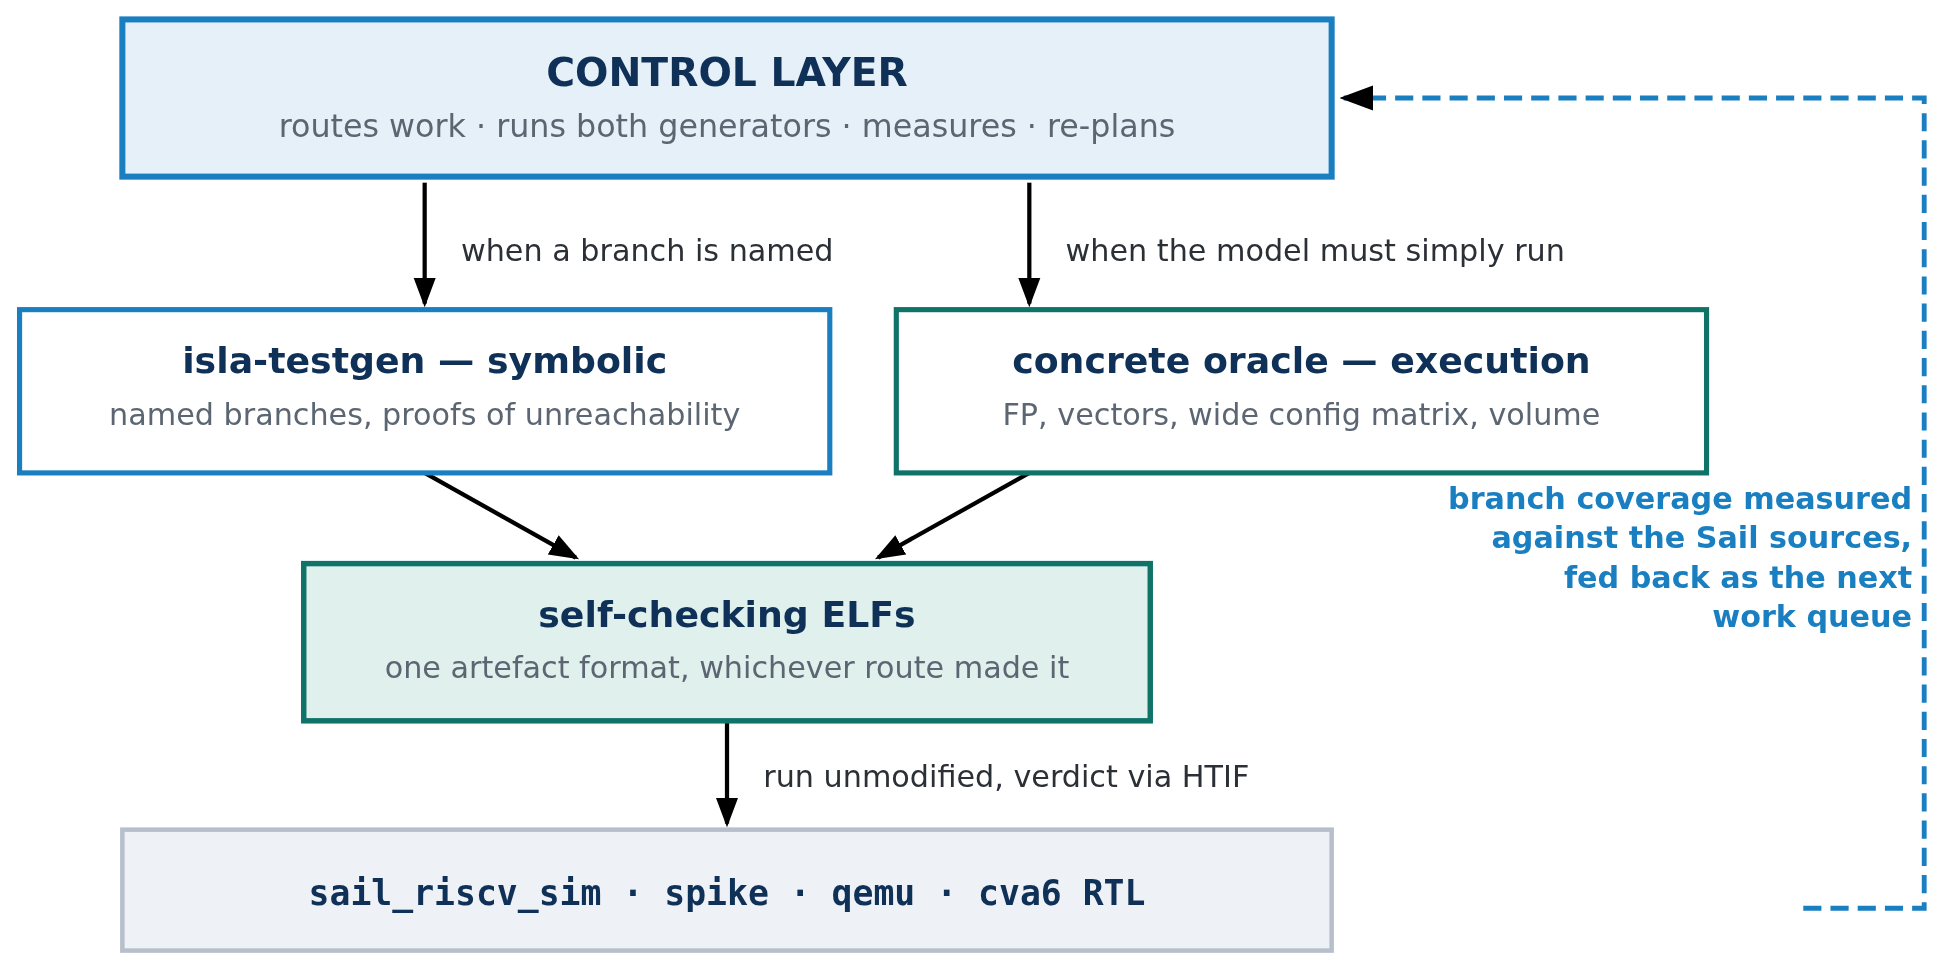 CONTROL LAYER
routes work · runs both generators · measures · re-plans
when a branch is named
when the model must simply run
isla-testgen — symbolic
named branches, proofs of unreachability
concrete oracle — execution
FP, vectors, wide config matrix, volume
branch coverage measured
against the Sail sources,
fed back as the next
work queue
self-checking ELFs
one artefact format, whichever route made it
run unmodified, verdict via HTIF
sail_riscv_sim · spike · qemu · cva6 RTL